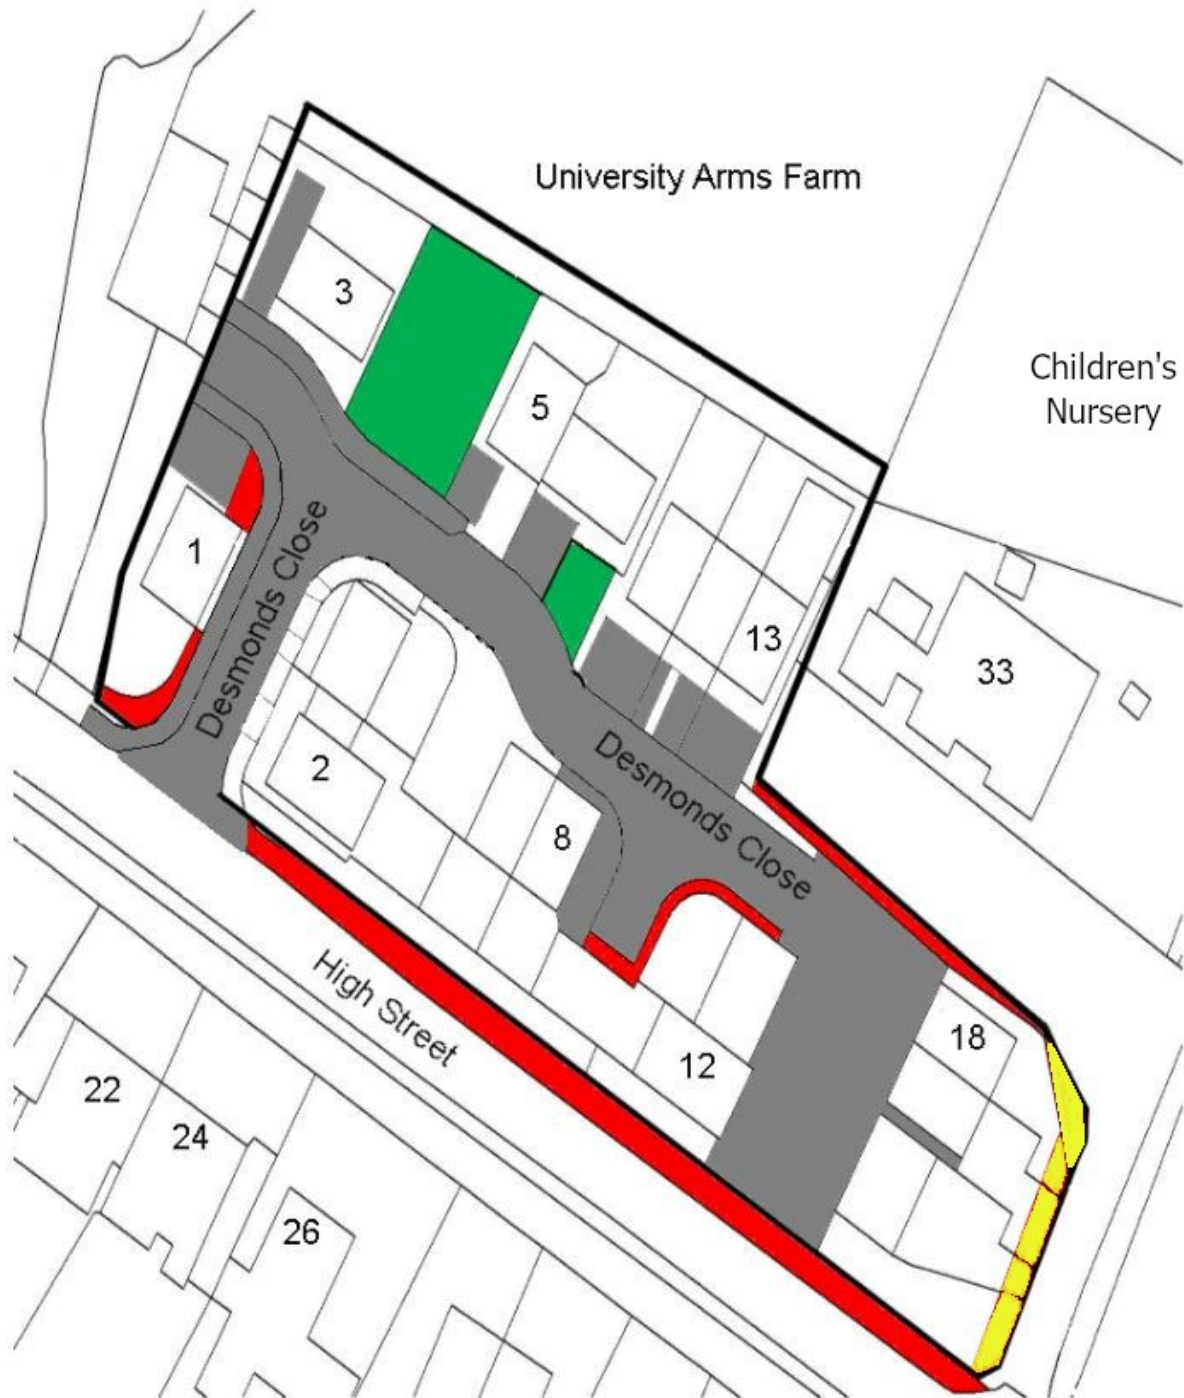 University Arms Farm
3
Children's
Nursery
5
1
Desmonds Close
13
33
2
Desmonds Close
8
High Street
18
12
22
24
26